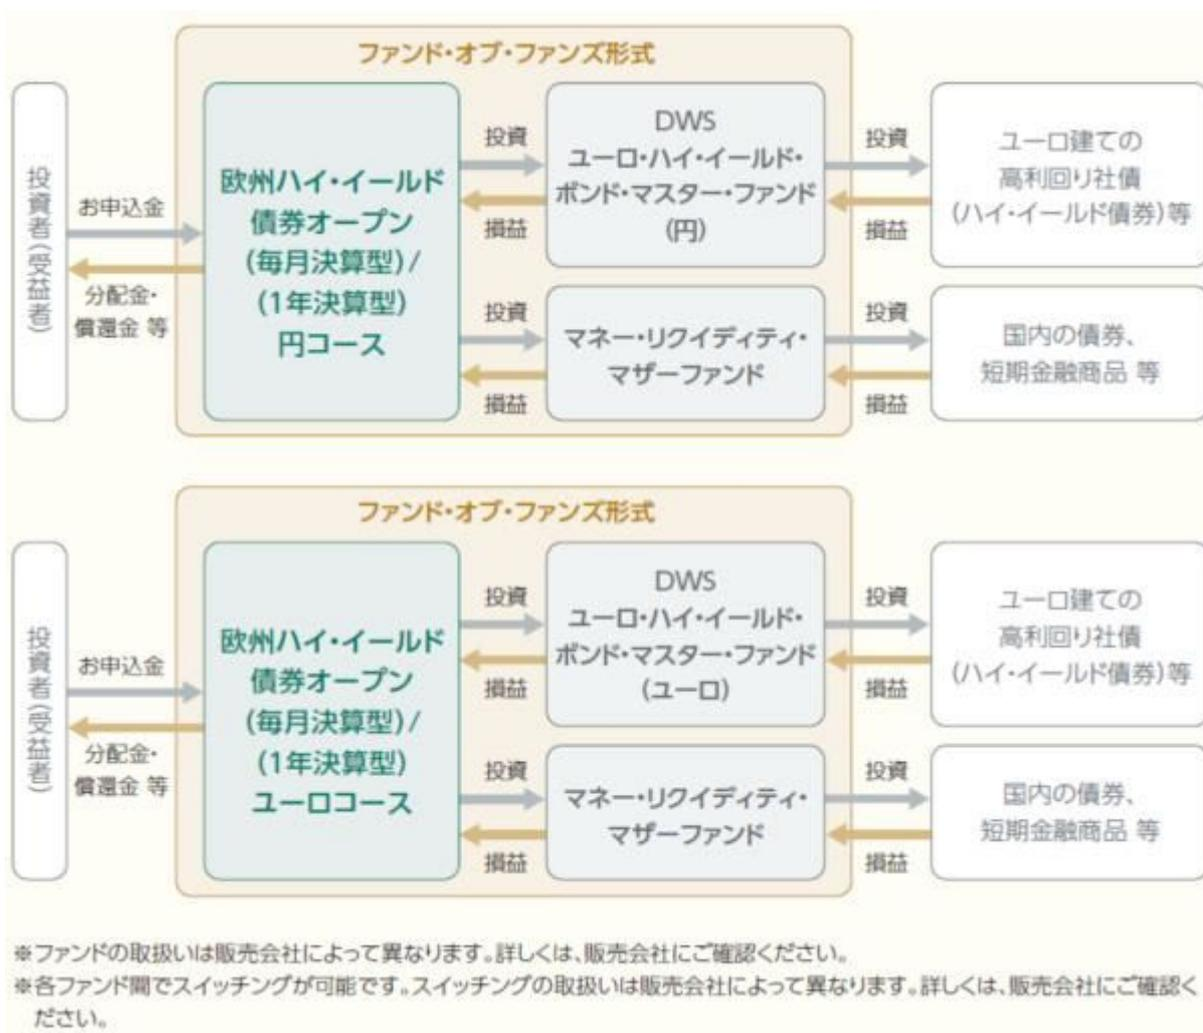 ファンド・オブ・ファンズ形式
投資者(受益者)
お申込金
分配金・
償還金 等
欧州ハイ・イールド
債券オープン
(毎月決算型)/
(1年決算型)
円コース
投資
損益
DWS
ユーロ・ハイ・イールド・
ボンド・マスター・ファンド
(円)
投資
損益
ユーロ建ての
高利回り社債
(ハイ・イールド債券)等
投資
損益
マネー・リクイディティ・
マザーファンド
投資
損益
国内の債券、
短期金融商品 等
ファンド・オブ・ファンズ形式
投資者(受益者)
お申込金
分配金・
償還金 等
欧州ハイ・イールド
債券オープン
(毎月決算型)/
(1年決算型)
ユーロコース
投資
損益
DWS
ユーロ・ハイ・イールド・
ボンド・マスター・ファンド
(ユーロ)
投資
損益
ユーロ建ての
高利回り社債
(ハイ・イールド債券)等
投資
損益
マネー・リクイディティ・
マザーファンド
投資
損益
国内の債券、
短期金融商品 等
※ファンドの取扱いは販売会社によって異なります。詳しくは、販売会社にご確認ください。
※各ファンド間でスイッチングが可能です。スイッチングの取扱いは販売会社によって異なります。詳しくは、販売会社にご確認く
ださい。